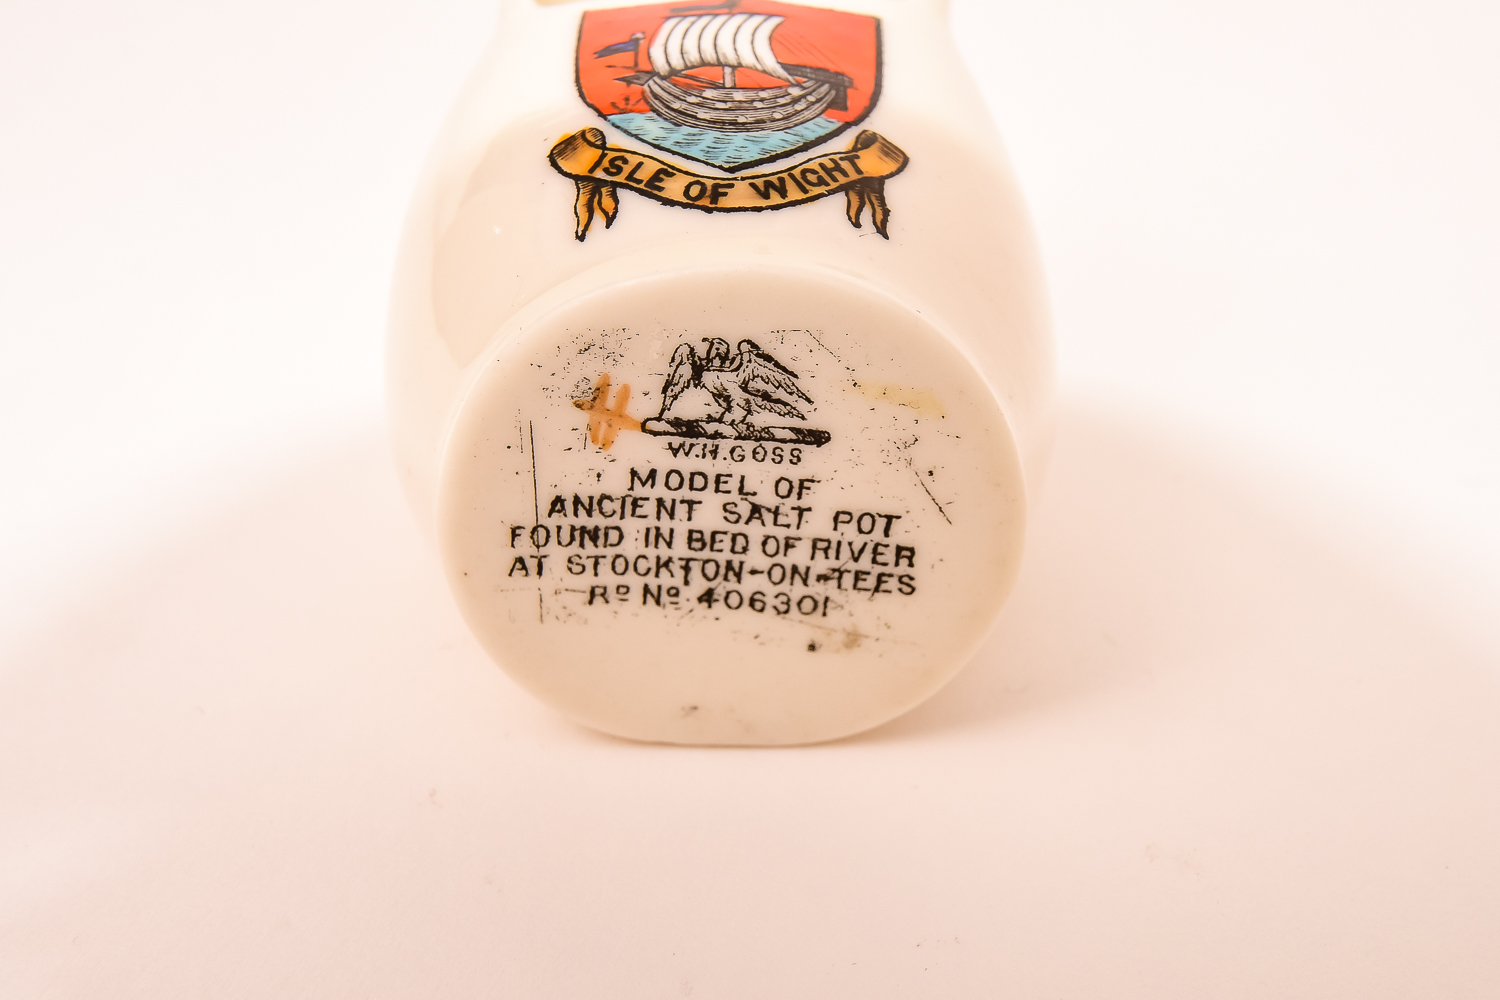 ISLE OF WIGHT
W.H.GOSS
MODEL OF
ANCIENT SALT POT
FOUND IN BED OF RIVER
AT STOCKTON-ON-TEES
Rᴰ Nº 406301